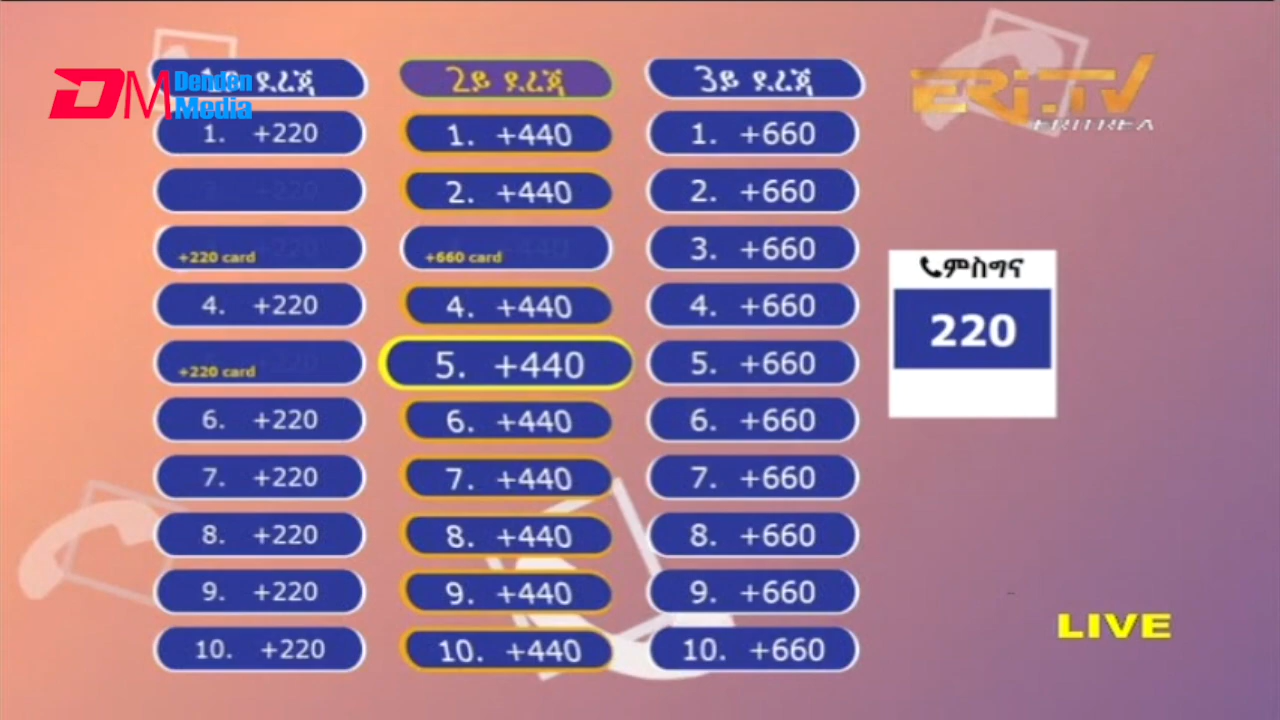 DM Denden Media
ERi-TV
ERITREA
ደረጃ 2ይ ደረጃ 3ይ ደረጃ
1. +220 1. +440 1. +660
2. +440 2. +660
+220 card +660 card 3. +660
4. +220 4. +440 4. +660
+220 card 5. +440 5. +660
6. +220 6. +440 6. +660
7. +220 7. +440 7. +660
8. +220 8. +440 8. +660
9. +220 9. +440 9. +660
10. +220 10. +440 10. +660
ምስግና
220
LIVE